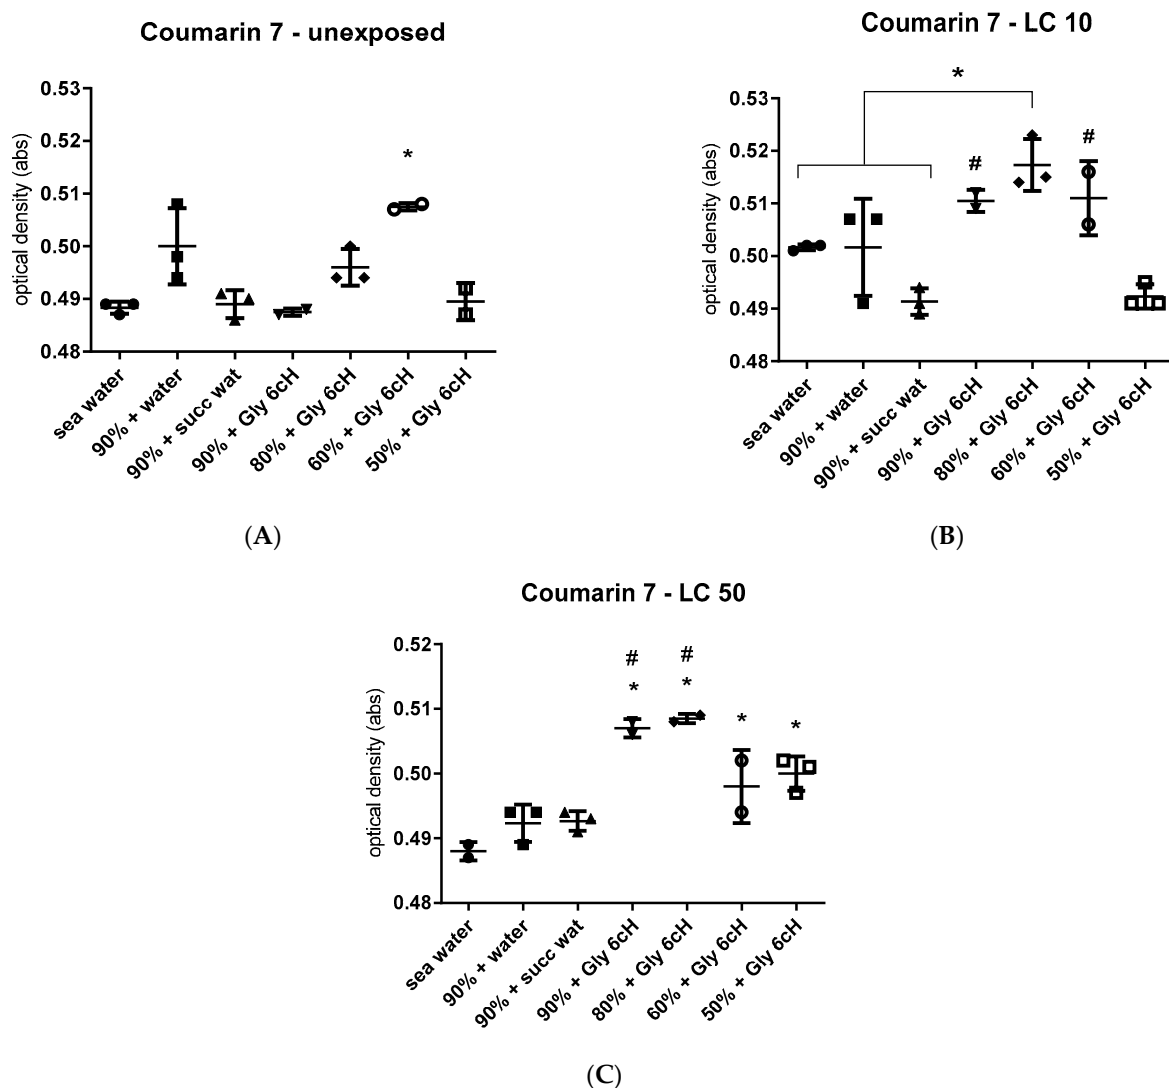 Coumarin 7 - unexposed
optical density (abs)
0.53
0.52
0.51
0.50
0.49
0.48
*
sea water
90% + water
90% + succ wat
90% + Gly 6cH
80% + Gly 6cH
60% + Gly 6cH
50% + Gly 6cH
(A)
Coumarin 7 - LC 10
optical density (abs)
0.53
0.52
0.51
0.50
0.49
0.48
*
#
#
sea water
90% + water
90% + succ wat
90% + Gly 6cH
80% + Gly 6cH
60% + Gly 6cH
50% + Gly 6cH
(B)
Coumarin 7 - LC 50
optical density (abs)
0.52
0.51
0.50
0.49
0.48
# #
* * * *
sea water
90% + water
90% + succ wat
90% + Gly 6cH
80% + Gly 6cH
60% + Gly 6cH
50% + Gly 6cH
(C)